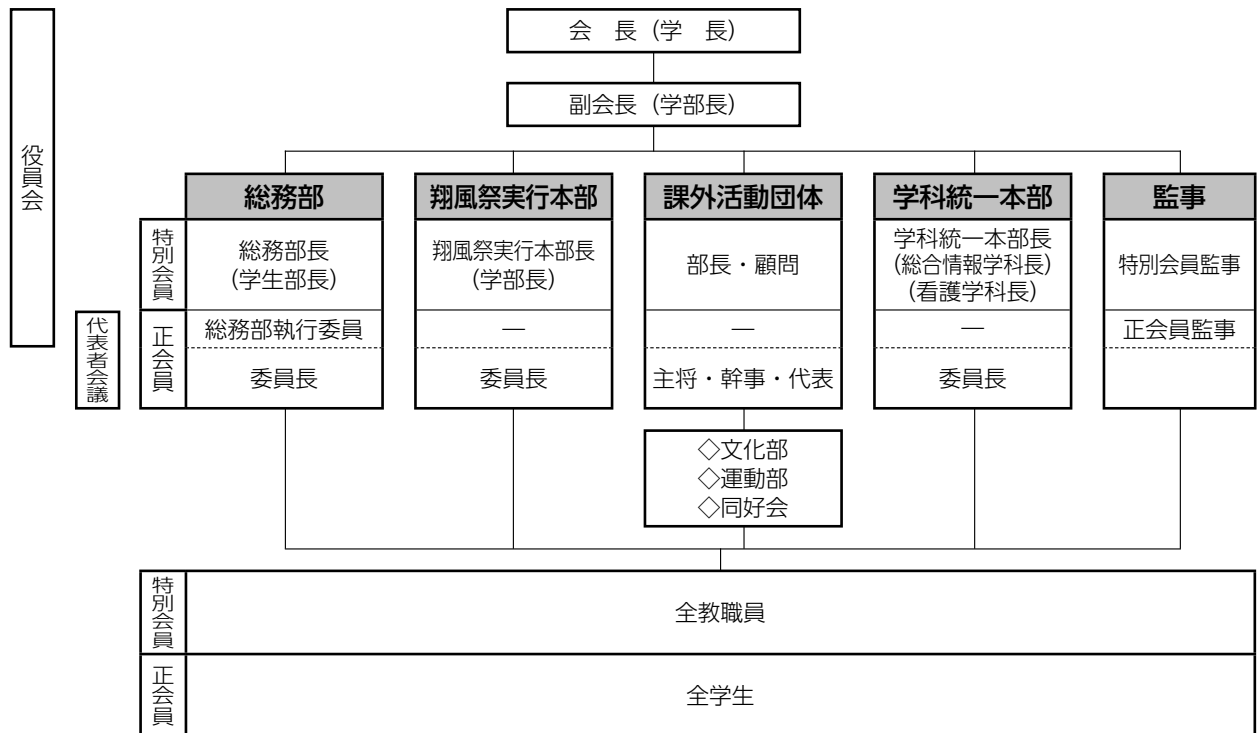 会　長（学　長）
副会長（学部長）
役員会
総務部
翔風祭実行本部
課外活動団体
学科統一本部
監事
特別会員
総務部長
(学生部長)
翔風祭実行本部長
(学部長)
部長・顧問
学科統一本部長
(総合情報学科長)
(看護学科長)
特別会員監事
代表者会議
正会員
総務部執行委員
―
―
―
正会員監事
委員長
委員長
主将・幹事・代表
委員長
◇文化部
◇運動部
◇同好会
特別会員
全教職員
正会員
全学生